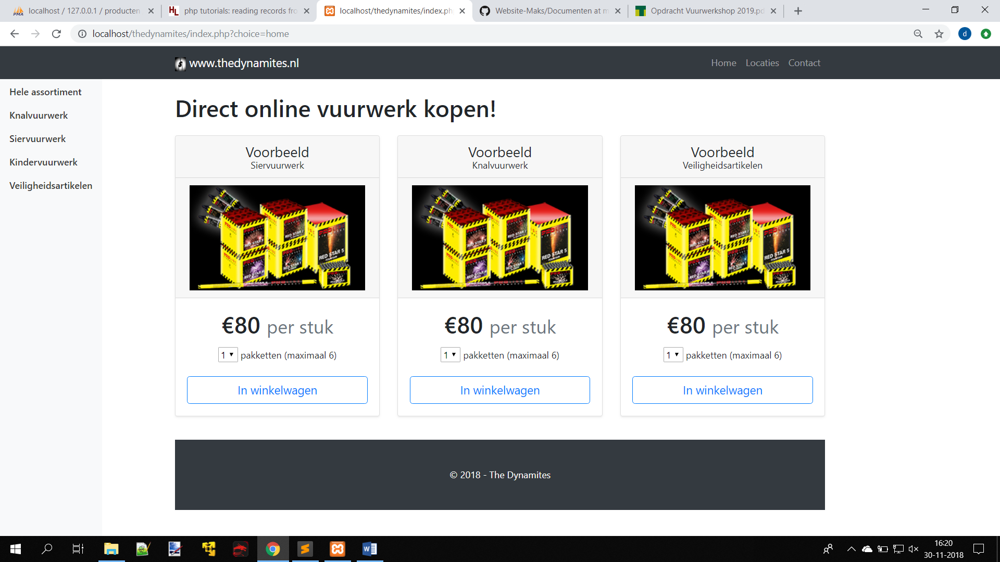 localhost / 127.0.0.1 / producten
php tutorials: reading records fro
localhost/thedynamites/index.ph
Website-Maks/Documenten at m
Opdracht Vuurwerkshop 2019.pd
localhost/thedynamites/index.php?choice=home
d
www.thedynamites.nl
Home Locaties Contact
Hele assortiment
Knalvuurwerk
Siervuurwerk
Kindervuurwerk
Veiligheidsartikelen
Direct online vuurwerk kopen!
Voorbeeld
Siervuurwerk
RED STAR 5
FOUNTAIN
€80 per stuk
1 pakketten (maximaal 6)
In winkelwagen
Voorbeeld
Knalvuurwerk
RED STAR 5
FOUNTAIN
€80 per stuk
1 pakketten (maximaal 6)
In winkelwagen
Voorbeeld
Veiligheidsartikelen
RED STAR 5
FOUNTAIN
€80 per stuk
1 pakketten (maximaal 6)
In winkelwagen
© 2018 - The Dynamites
16:20
30-11-2018